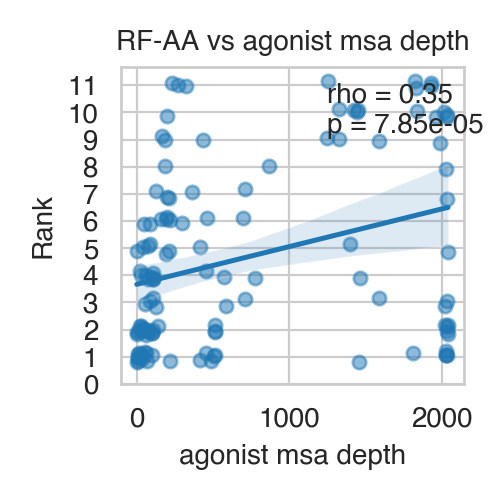 RF-AA vs agonist msa depth
rho = 0.35
p = 7.85e-05
Rank
11
10
9
8
7
6
5
4
3
2
1
0
0 1000 2000
agonist msa depth